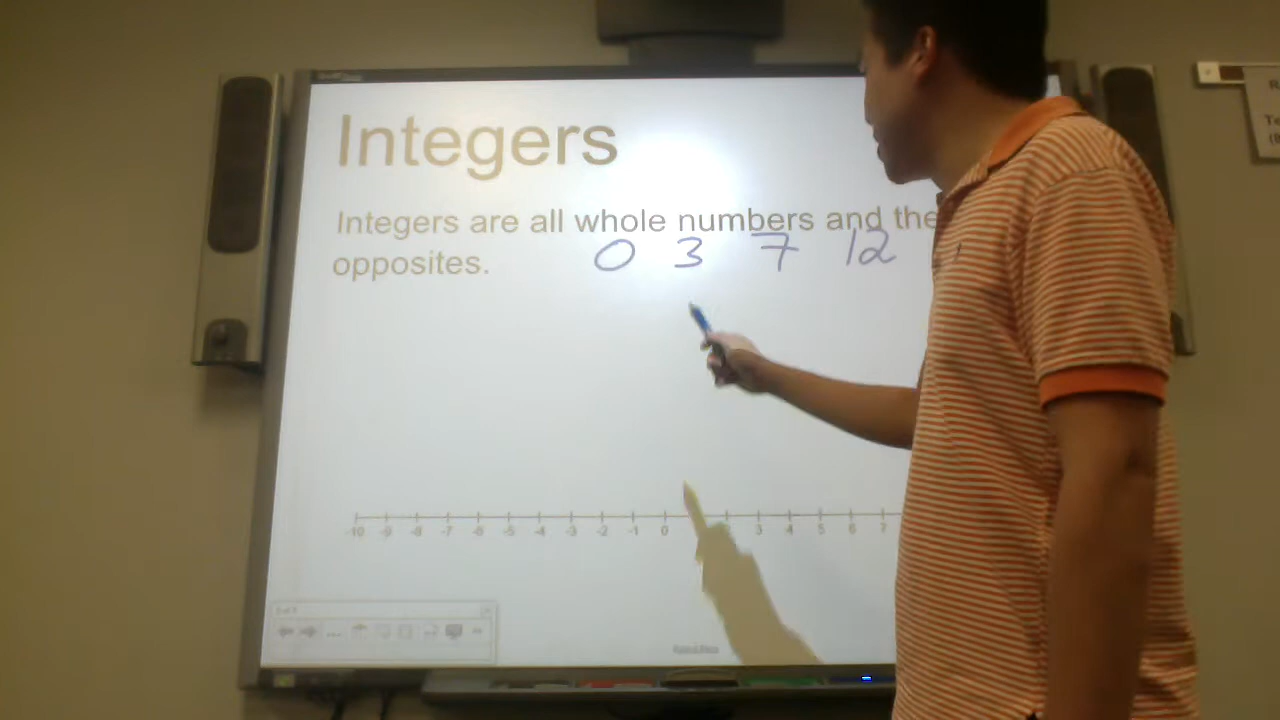 Integers
Integers are all whole numbers and the
opposites.
0 3 7 12
-10 -9 -8 -7 -6 -5 -4 -3 -2 -1 0 2 3 4 5 6 7